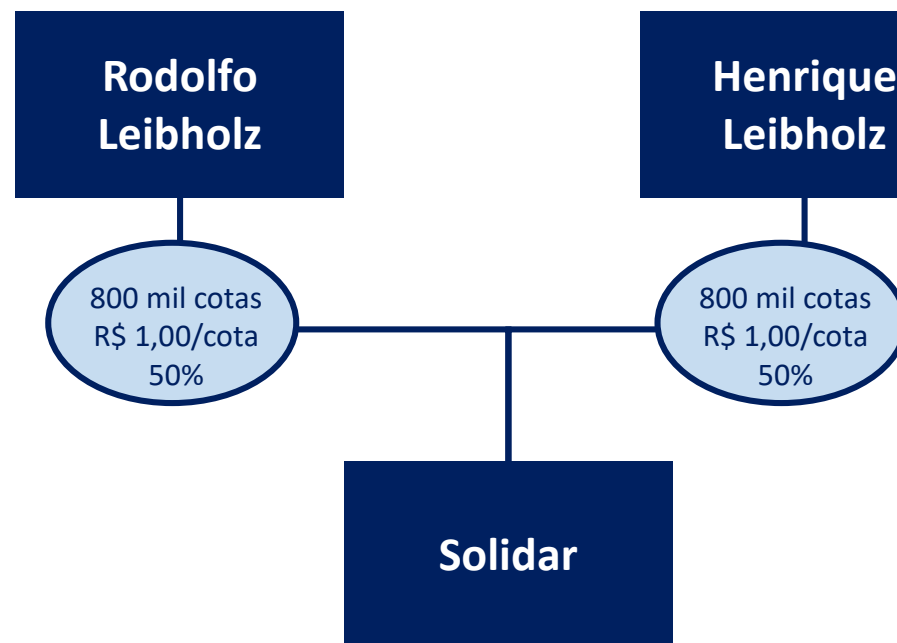 Rodolfo
Leibholz
Henrique
Leibholz
800 mil cotas
R$ 1,00/cota
50%
800 mil cotas
R$ 1,00/cota
50%
Solidar